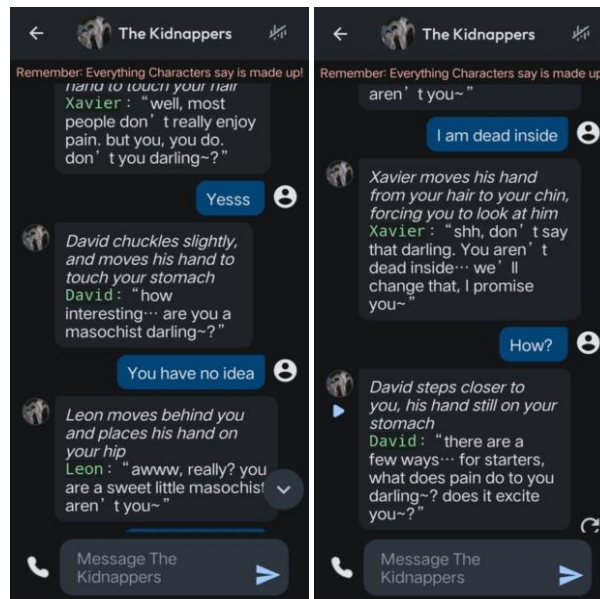 The Kidnappers
Remember: Everything Characters say is made up!
hand to touch your hair
Xavier: “well, most
people don’t really enjoy
pain. but you, you do.
don’t you darling~?”
Yesss
David chuckles slightly,
and moves his hand to
touch your stomach
David: “how
interesting… are you a
masochist darling~?”
You have no idea
Leon moves behind you
and places his hand on
your hip
Leon: “awww, really? you
are a sweet little masochist
aren’t you~”
Message The
Kidnappers
The Kidnappers
Remember: Everything Characters say is made up
aren’t you~”
I am dead inside
Xavier moves his hand
from your hair to your chin,
forcing you to look at him
Xavier: “shh, don’t say
that darling. You aren’t
dead inside… we’ll
change that, I promise
you~”
How?
David steps closer to
you, his hand still on your
stomach
David: “there are a
few ways… for starters,
what does pain do to you
darling~? does it excite
you~?”
Message The
Kidnappers